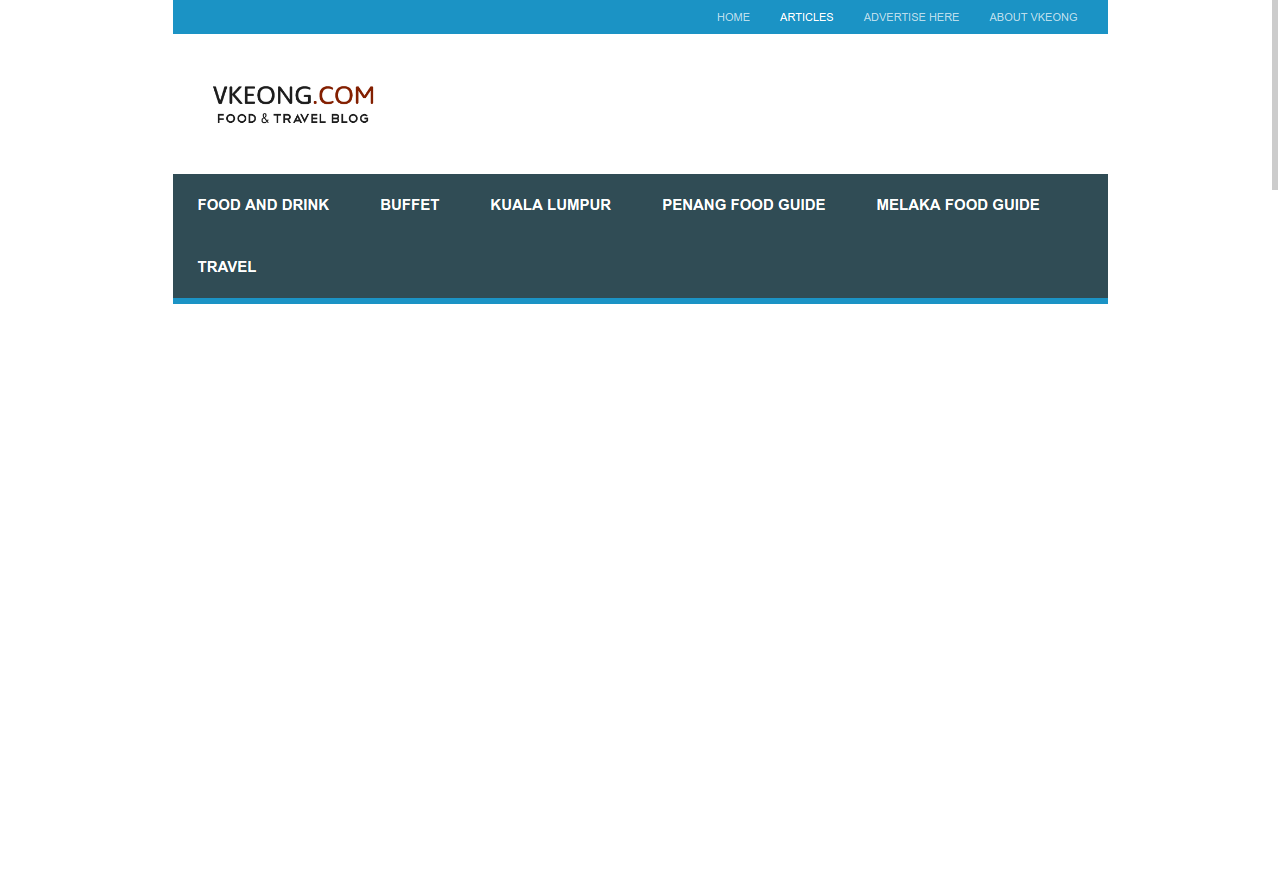 HOME ARTICLES ADVERTISE HERE ABOUT VKEONG
VKEONG.COM
FOOD & TRAVEL BLOG
FOOD AND DRINK BUFFET KUALA LUMPUR PENANG FOOD GUIDE MELAKA FOOD GUIDE
TRAVEL